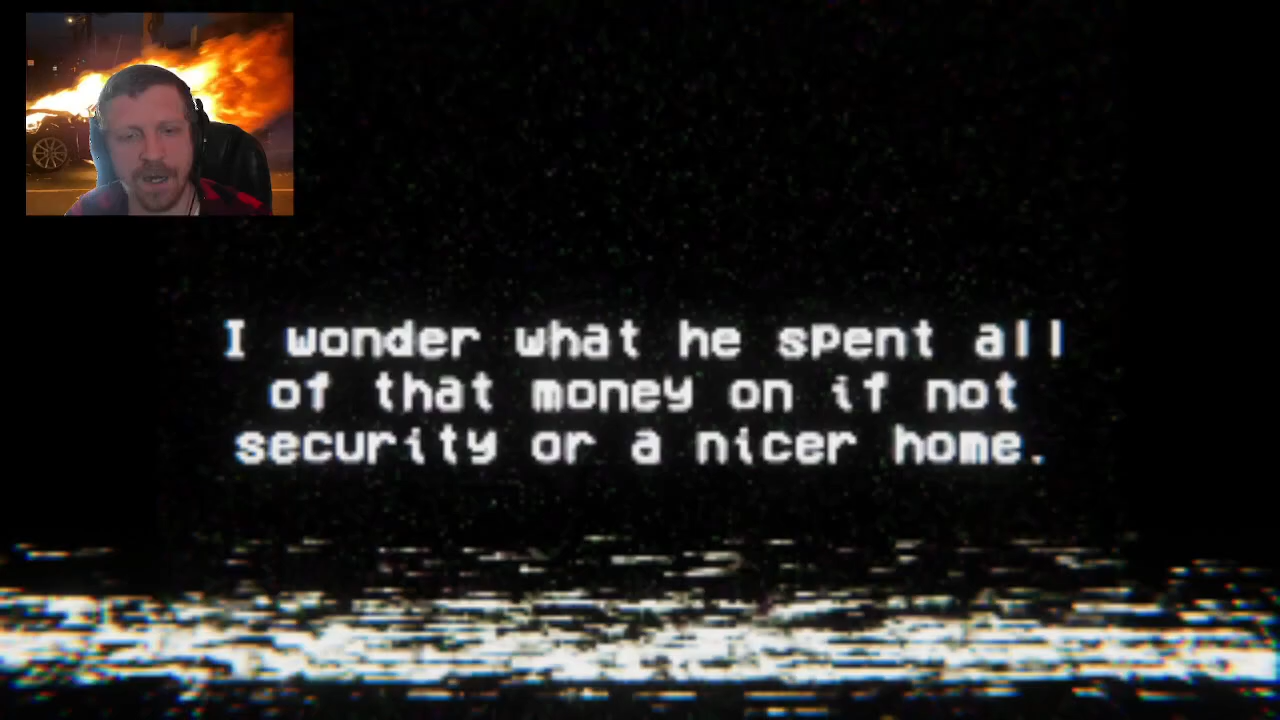 I wonder what he spent all
of that money on if not
security or a nicer home.